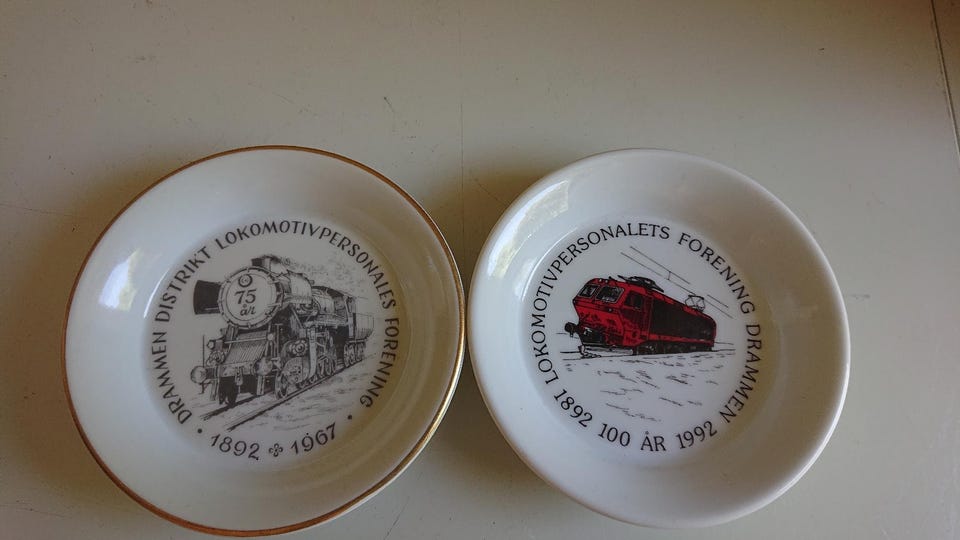 DRAMMEN DISTRIKT LOKOMOTIVPERSONALES FORENING
75
år
• 1892 1967 •
LOKOMOTIVPERSONALETS FORENING DRAMMEN
1892 100 ÅR 1992